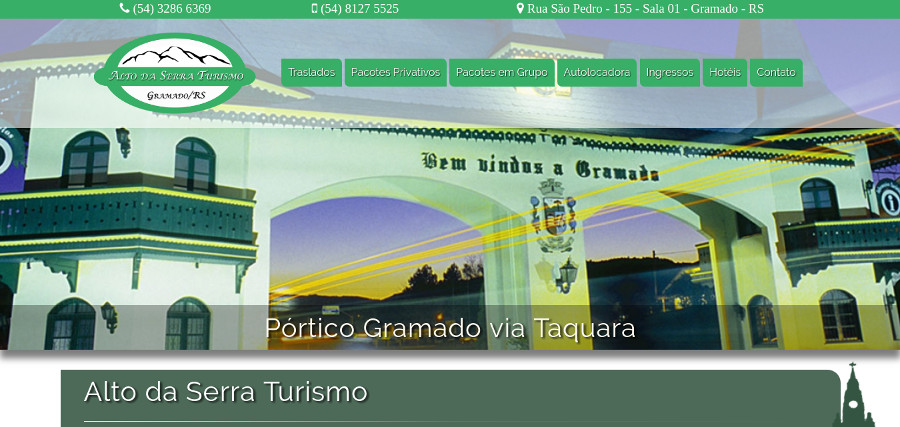 (54) 3286 6369
(54) 8127 5525
Rua São Pedro - 155 - Sala 01 - Gramado - RS
ALTO DA SERRA TURISMO
GRAMADO/RS
Traslados
Pacotes Privativos
Pacotes em Grupo
Autolocadora
Ingressos
Hotéis
Contato
Bem vindos a Gramado
Pórtico Gramado via Taquara
Alto da Serra Turismo